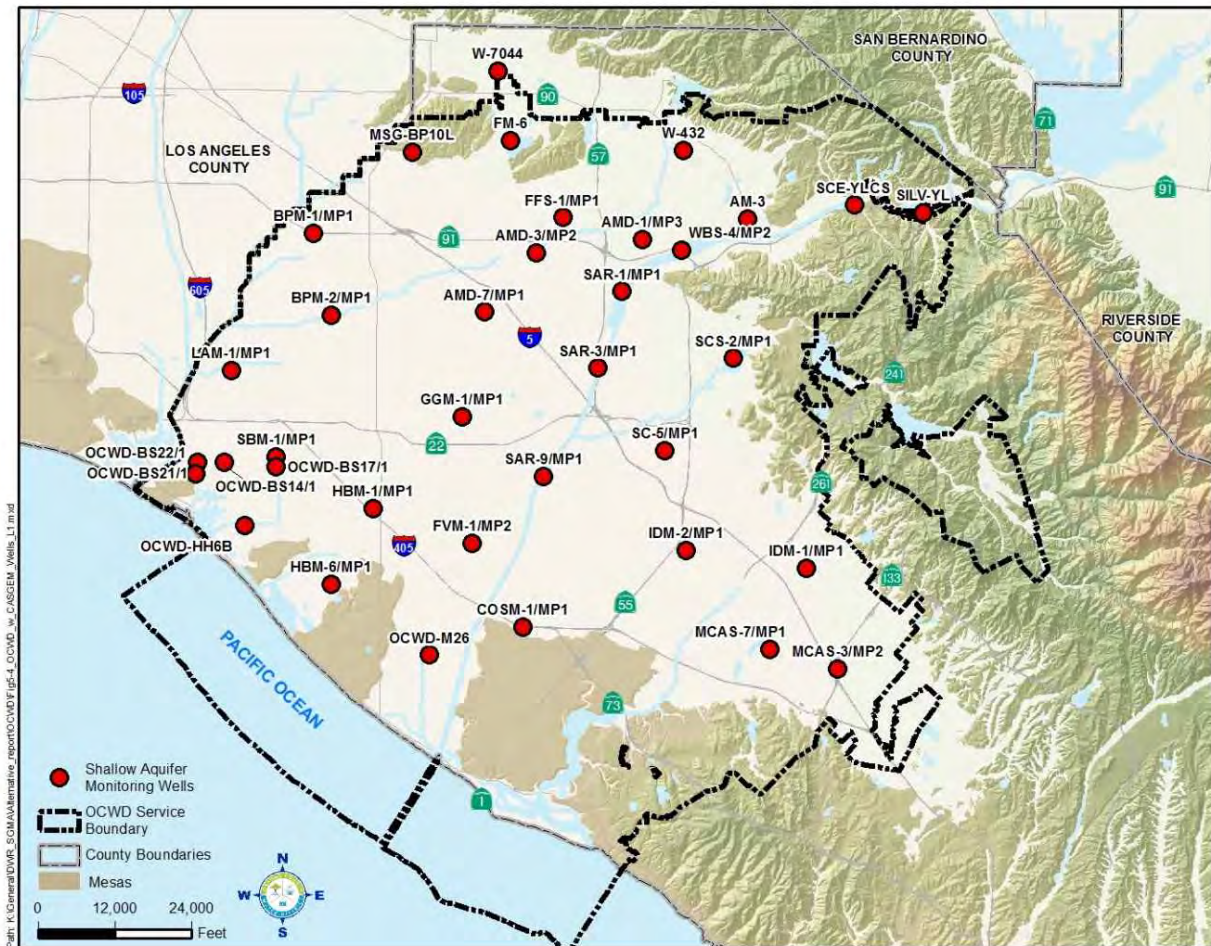 SAN BERNARDINO
COUNTY
W-7044
105
90
71
FM-6
MSG-BP10L
W-432
LOS ANGELES
COUNTY
57
91
SCE-YLCS
SILV-YL
AM-3
FFS-1/MP1
BPM-1/MP1
AMD-1/MP3
91
AMD-3/MP2
WBS-4/MP2
SAR-1/MP1
605
BPM-2/MP1
AMD-7/MP1
RIVERSIDE
COUNTY
5
SAR-3/MP1
SCS-2/MP1
LAM-1/MP1
241
GGM-1/MP1
SBM-1/MP1
22
SC-5/MP1
OCWD-BS22/1
OCWD-BS21/1
OCWD-BS17/1
OCWD-BS14/1
SAR-9/MP1
261
HBM-1/MP1
FVM-1/MP2
IDM-2/MP1
OCWD-HH6B
405
IDM-1/MP1
HBM-6/MP1
133
COSM-1/MP1
55
OCWD-M26
MCAS-7/MP1
MCAS-3/MP2
PACIFIC OCEAN
73
1
Shallow Aquifer
Monitoring Wells
OCWD Service
Boundary
County Boundaries
Mesas
N
W
E
S
0
12,000
24,000
Feet